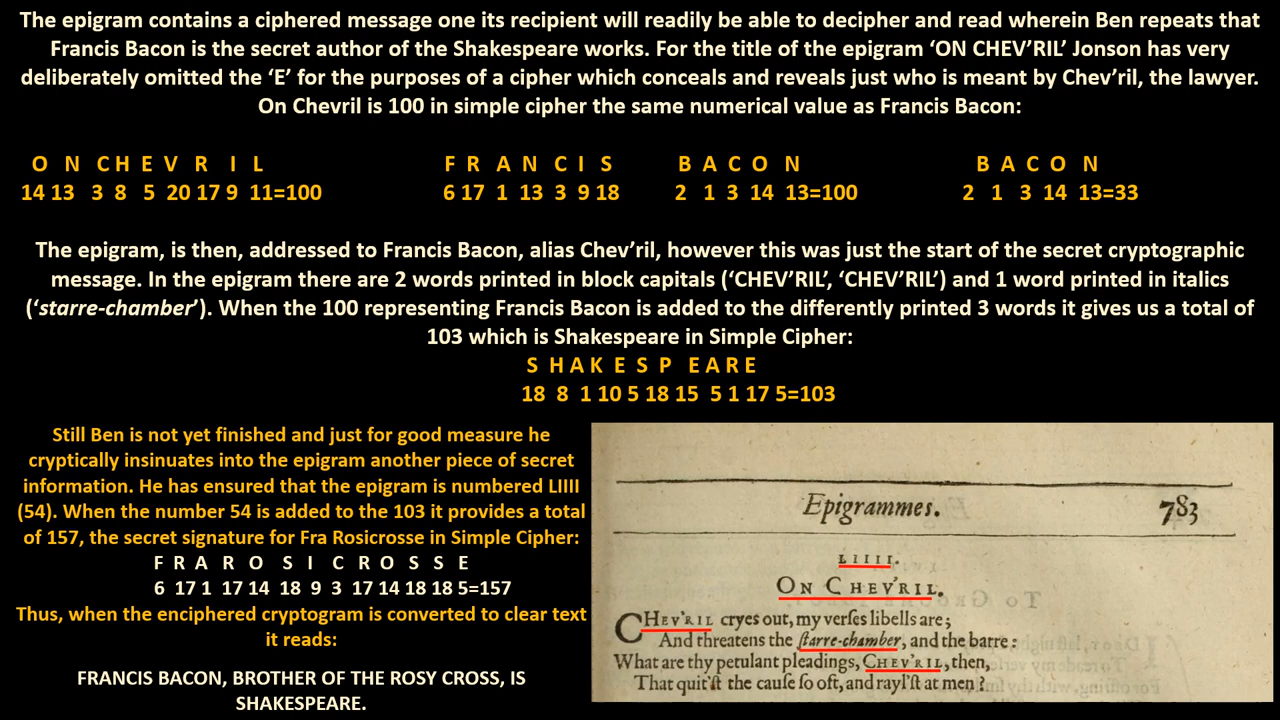 The epigram contains a ciphered message one its recipient will readily be able to decipher and read wherein Ben repeats that
Francis Bacon is the secret author of the Shakespeare works. For the title of the epigram ‘ON CHEV’RIL’ Jonson has very
deliberately omitted the ‘E’ for the purposes of a cipher which conceals and reveals just who is meant by Chev’ril, the lawyer.
On Chevril is 100 in simple cipher the same numerical value as Francis Bacon:
O N C H E V R I L F R A N C I S B A C O N B A C O N
14 13 3 8 5 20 17 9 11=100 6 17 1 13 3 9 18 2 1 3 14 13=100 2 1 3 14 13=33
The epigram, is then, addressed to Francis Bacon, alias Chev’ril, however this was just the start of the secret cryptographic
message. In the epigram there are 2 words printed in block capitals (‘CHEV’RIL’, ‘CHEV’RIL’) and 1 word printed in italics
(‘starre-chamber’). When the 100 representing Francis Bacon is added to the differently printed 3 words it gives us a total of
103 which is Shakespeare in Simple Cipher:
S H A K E S P E A R E
18 8 1 10 5 18 15 5 1 17 5=103
Still Ben is not yet finished and just for good measure he
cryptically insinuates into the epigram another piece of secret
information. He has ensured that the epigram is numbered LIIII
(54). When the number 54 is added to the 103 it provides a total
of 157, the secret signature for Fra Rosicrosse in Simple Cipher:
F R A R O S I C R O S S E
6 17 1 17 14 18 9 3 17 14 18 18 5=157
Thus, when the enciphered cryptogram is converted to clear text
it reads:
FRANCIS BACON, BROTHER OF THE ROSY CROSS, IS
SHAKESPEARE.
Epigrammes. 783
LIIII.
ON CHEV'RIL.
CHEV'RIL cryes out, my verſes libells are;
And threatens the ſtarre-chamber, and the barre:
What are thy petulant pleadings, CHEV'RIL, then,
That quit'ſt the cauſe ſo oft, and rayl'ſt at men?